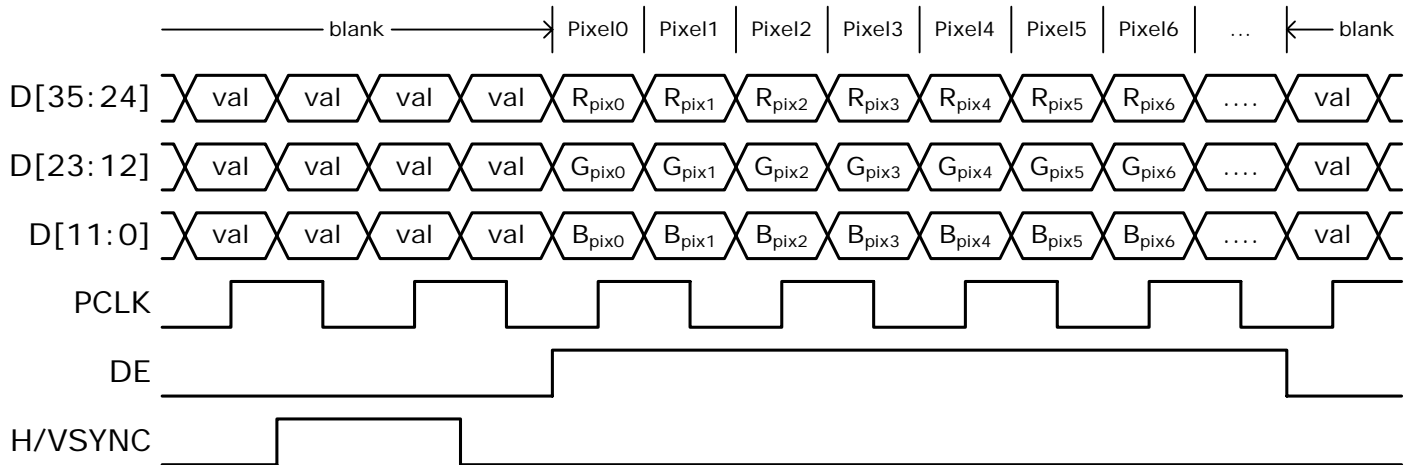 blank Pixel0 Pixel1 Pixel2 Pixel3 Pixel4 Pixel5 Pixel6 ... blank
D[35:24] val val val val Rpix0 Rpix1 Rpix2 Rpix3 Rpix4 Rpix5 Rpix6 .... val
D[23:12] val val val val Gpix0 Gpix1 Gpix2 Gpix3 Gpix4 Gpix5 Gpix6 .... val
D[11:0] val val val val Bpix0 Bpix1 Bpix2 Bpix3 Bpix4 Bpix5 Bpix6 .... val
PCLK
DE
H/VSYNC